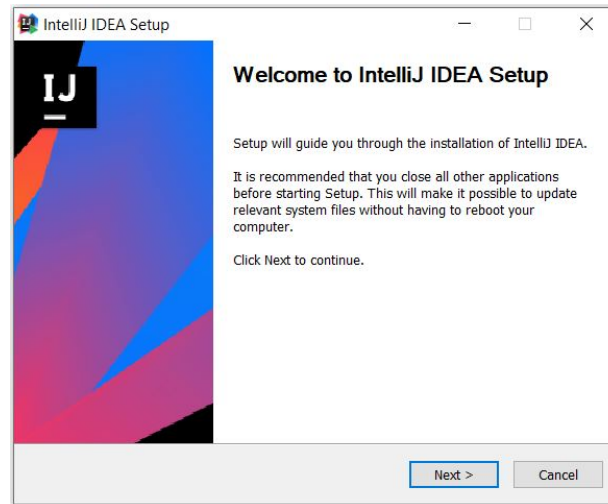 IntelliJ IDEA Setup
IJ
Welcome to IntelliJ IDEA Setup
Setup will guide you through the installation of IntelliJ IDEA.
It is recommended that you close all other applications
before starting Setup. This will make it possible to update
relevant system files without having to reboot your
computer.
Click Next to continue.
Next >
Cancel